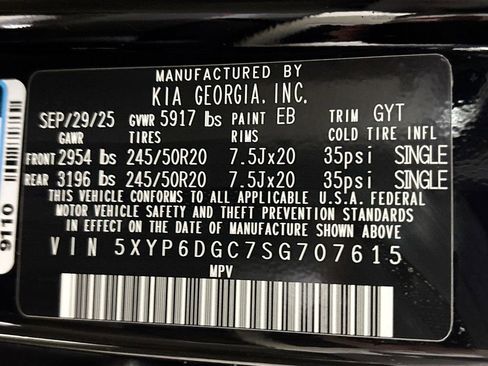 MANUFACTURED BY
KIA GEORGIA, INC.
SEP/29/25 GVWR 5917 lbs PAINT EB TRIM GYT
GAWR TIRES RIMS COLD TIRE INFL
FRONT 2954 lbs 245/50R20 7.5Jx20 35psi SINGLE
REAR 3196 lbs 245/50R20 7.5Jx20 35psi SINGLE
THIS VEHICLE CONFORMS TO ALL APPLICABLE U.S.A. FEDERAL
MOTOR VEHICLE SAFETY AND THEFT PREVENTION STANDARDS
IN EFFECT ON THE DATE OF MANUFACTURE SHOWN ABOVE
VIN 5XYP6DGC7SG707615
MPV
9110